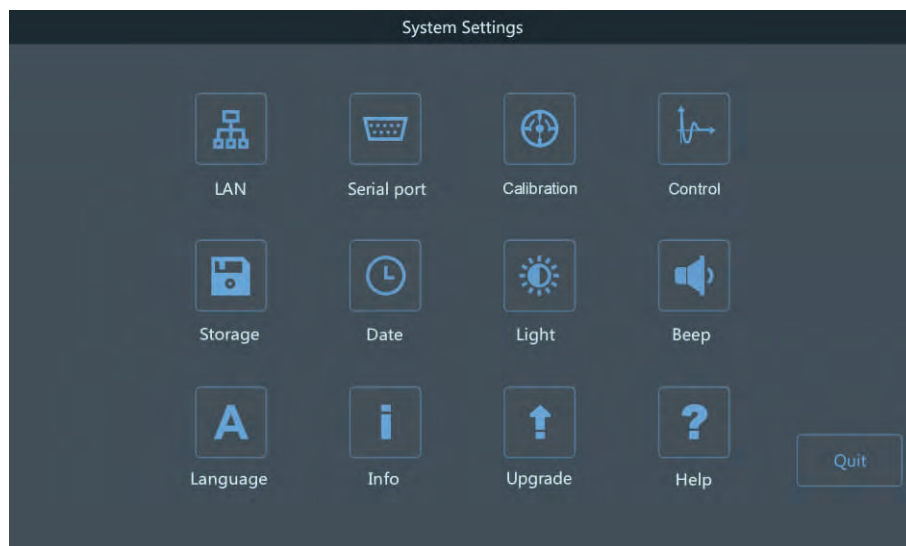 System Settings
LAN Serial port Calibration Control
Storage Date Light Beep
A i ?
Language Info Upgrade Help
Quit